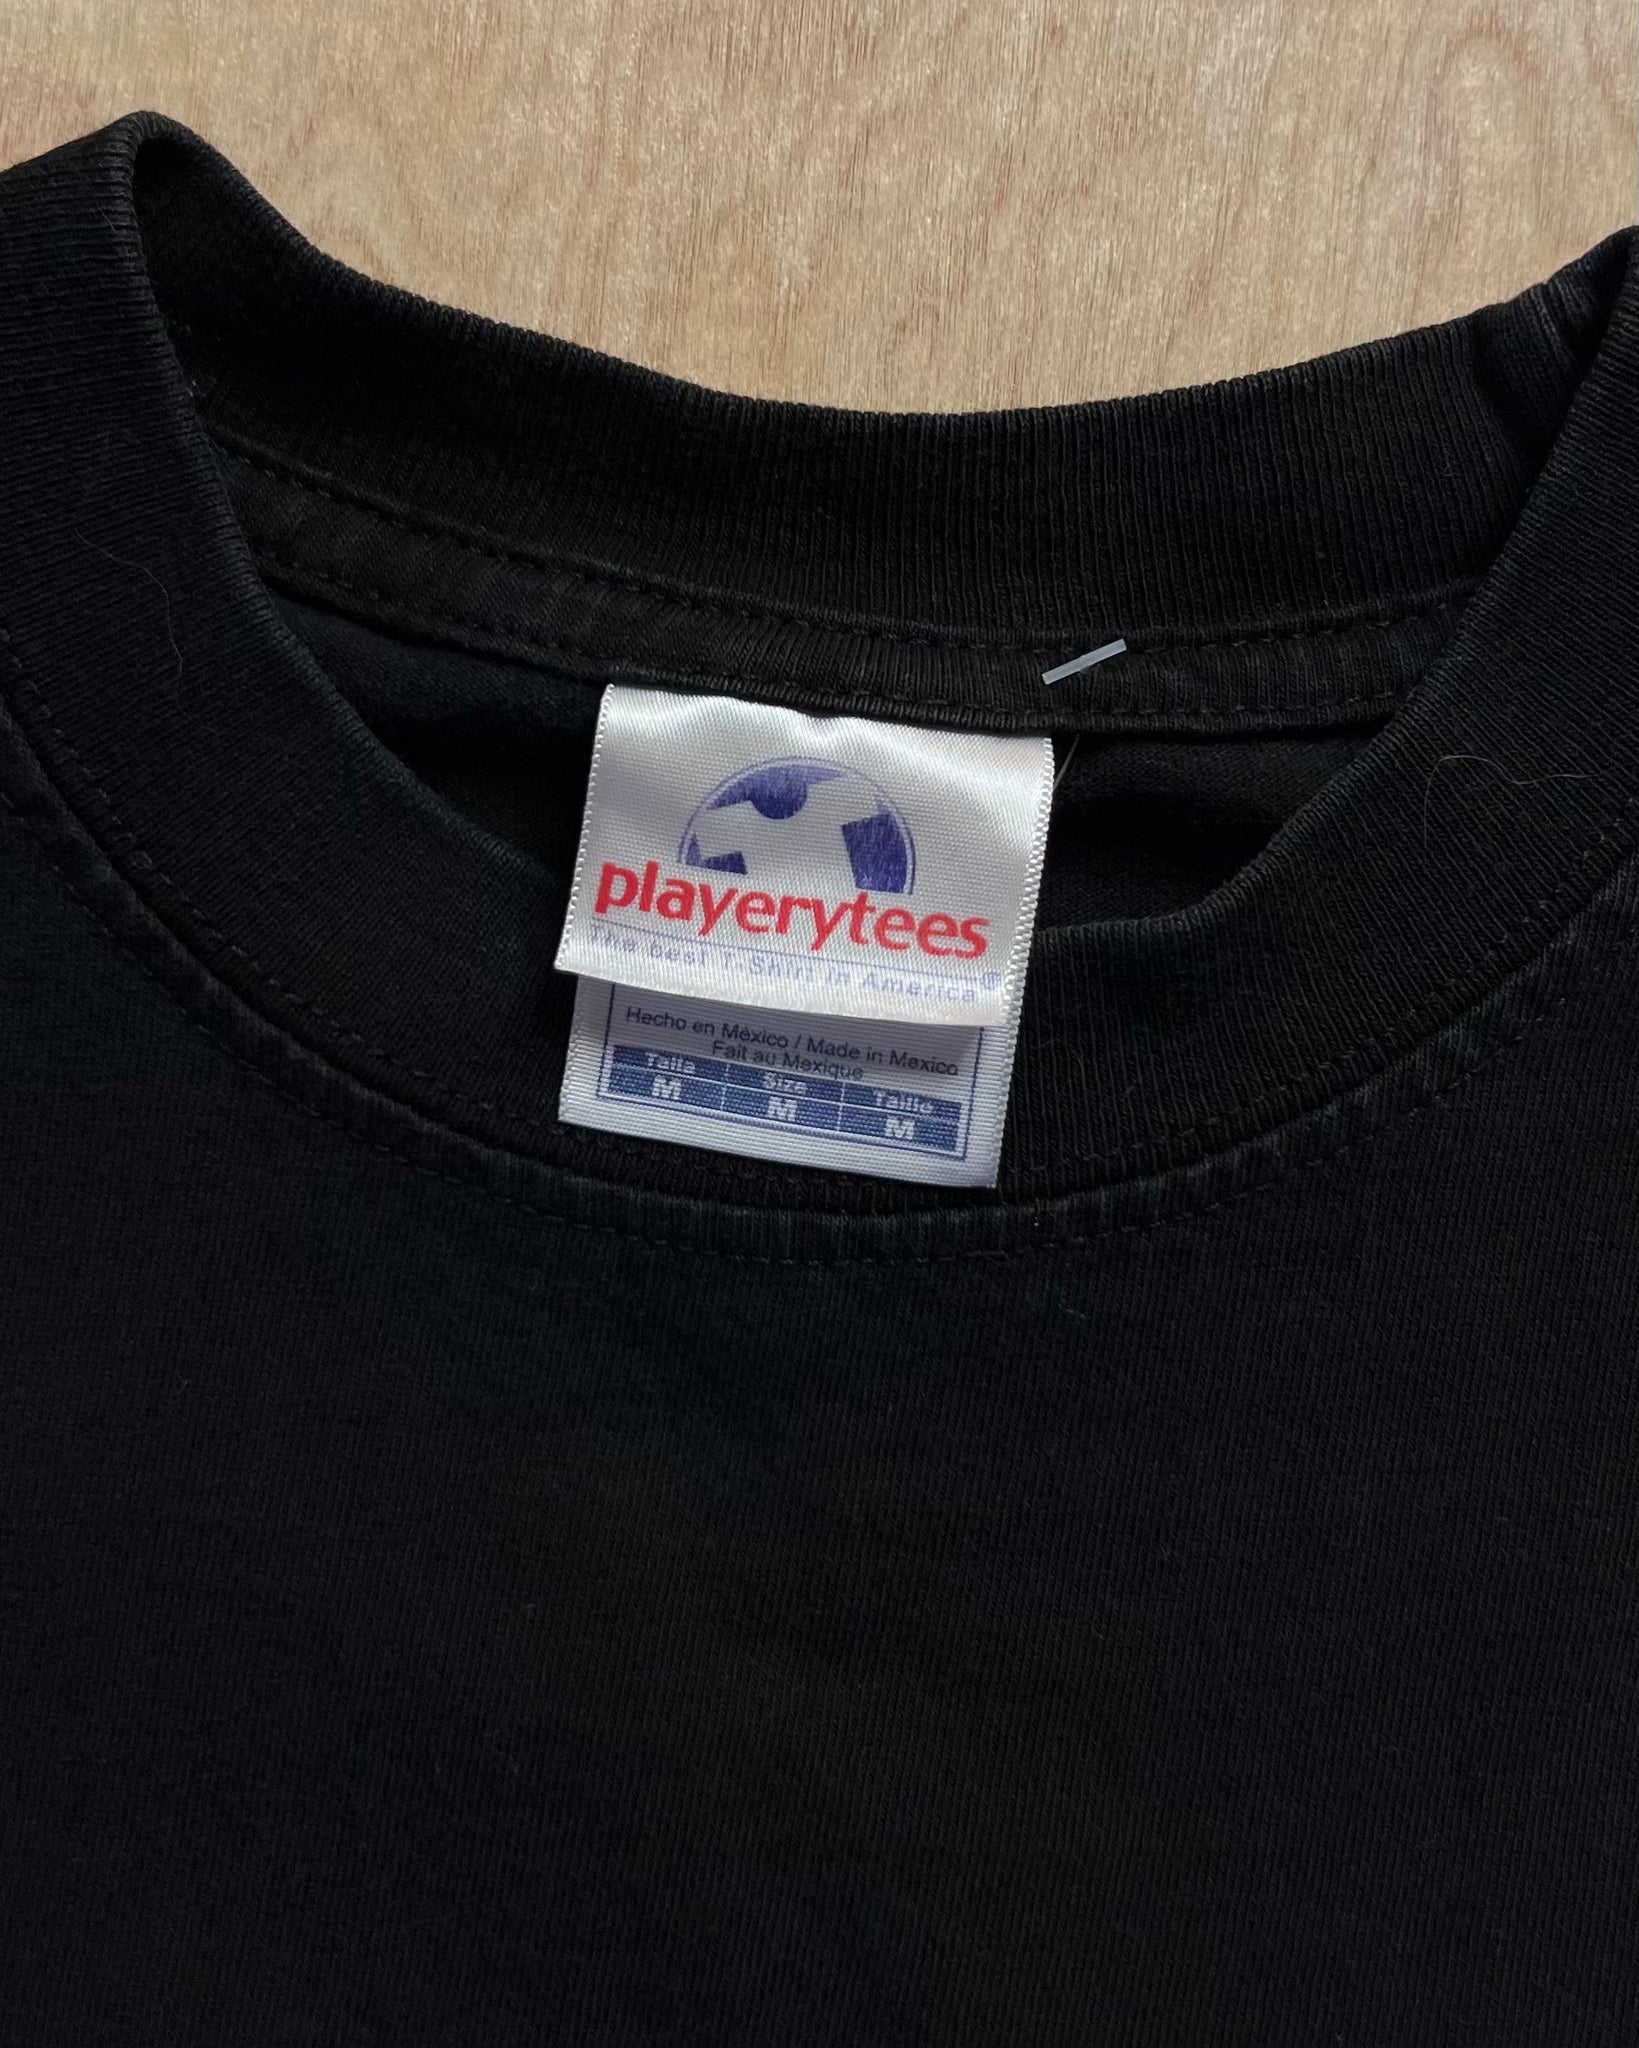 playerytees
The best T-Shirt in America®
Hecho en México / Made in Mexico
Fait au Mexique
Talla Size Taille
M M M